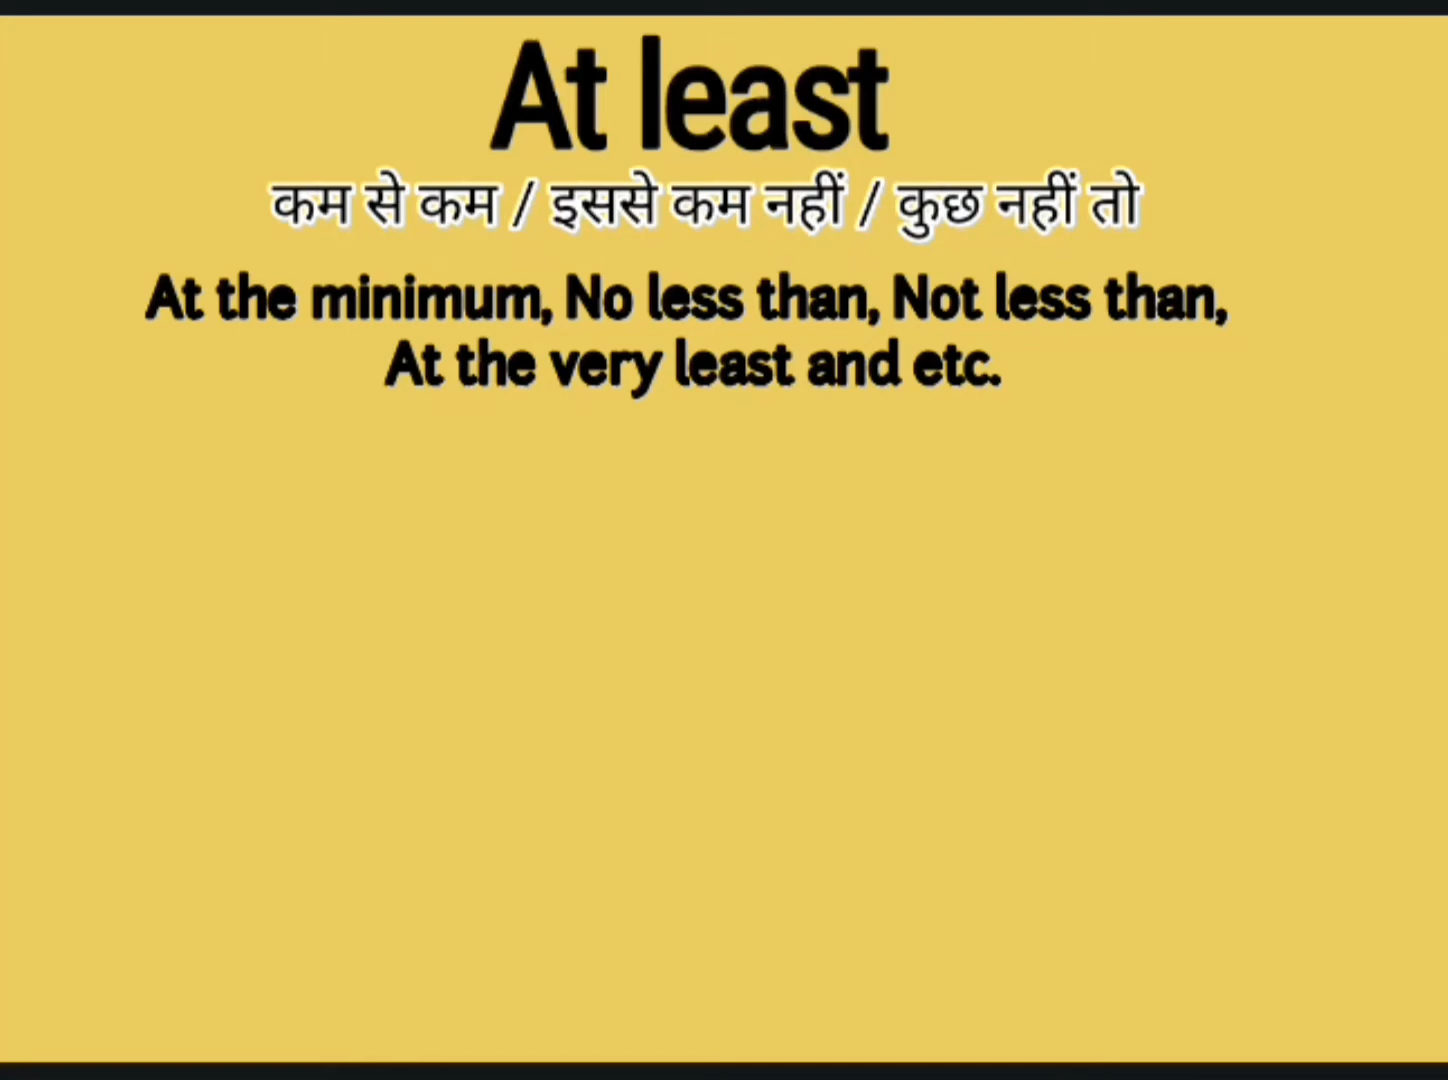 At least
कम से कम / इससे कम नहीं / कुछ नहीं तो
At the minimum, No less than, Not less than,
At the very least and etc.